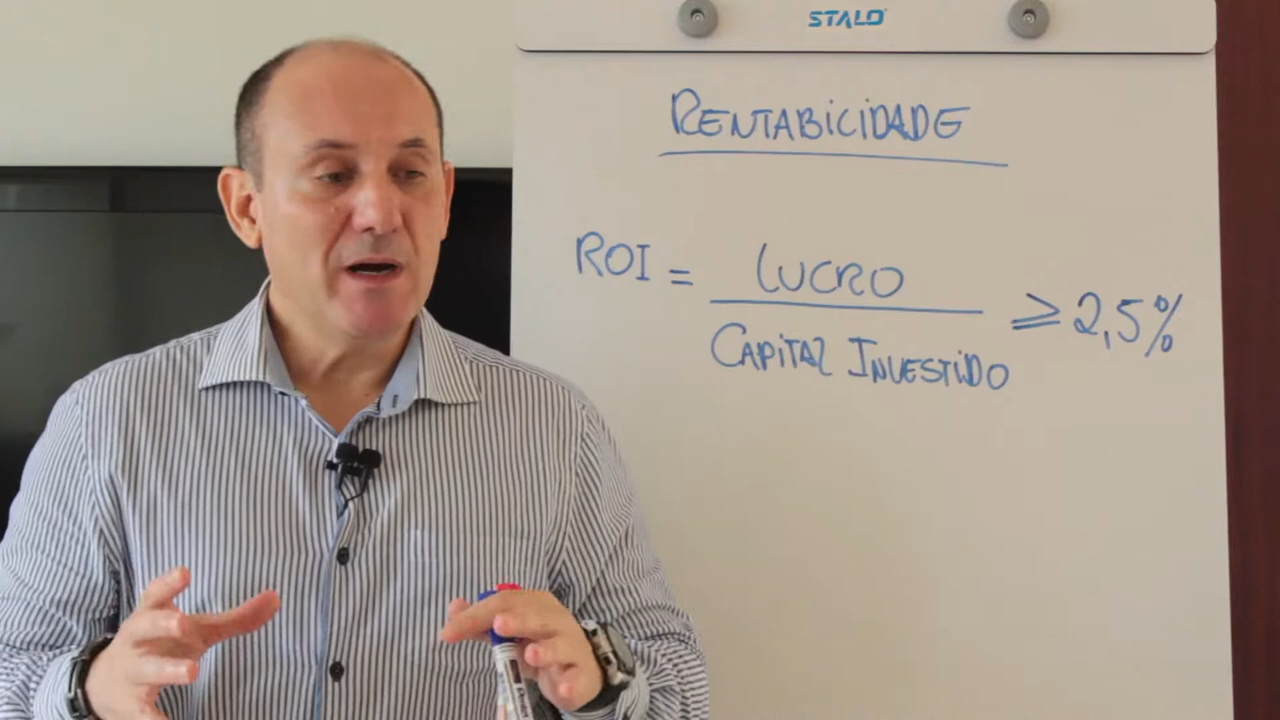 STALO
RENTABILIDADE
ROI = LUCRO
CAPITAL INVESTIDO
≥ 2,5%